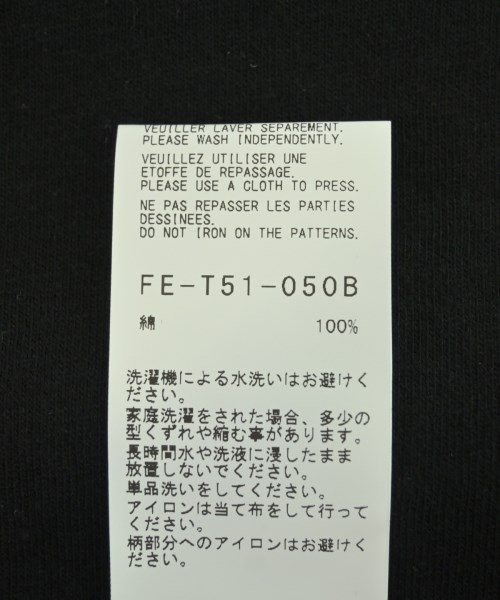 VEUILLER LAVER SEPAREMENT.
PLEASE WASH INDEPENDENTLY.
VEUILLEZ UTILISER UNE
ETOFFE DE REPASSAGE.
PLEASE USE A CLOTH TO PRESS.
NE PAS REPASSER LES PARTIES
DESSINEES.
DO NOT IRON ON THE PATTERNS.
FE-T51-050B
綿 100%
洗濯機による水洗いはお避けく
ださい。
家庭洗濯をされた場合、多少の
型くずれや縮む事があります。
長時間水や洗液に浸したまま
放置しないでください。
単品洗いをしてください。
アイロンは当て布をして行って
ください。
柄部分へのアイロンはお避けく
ださい。